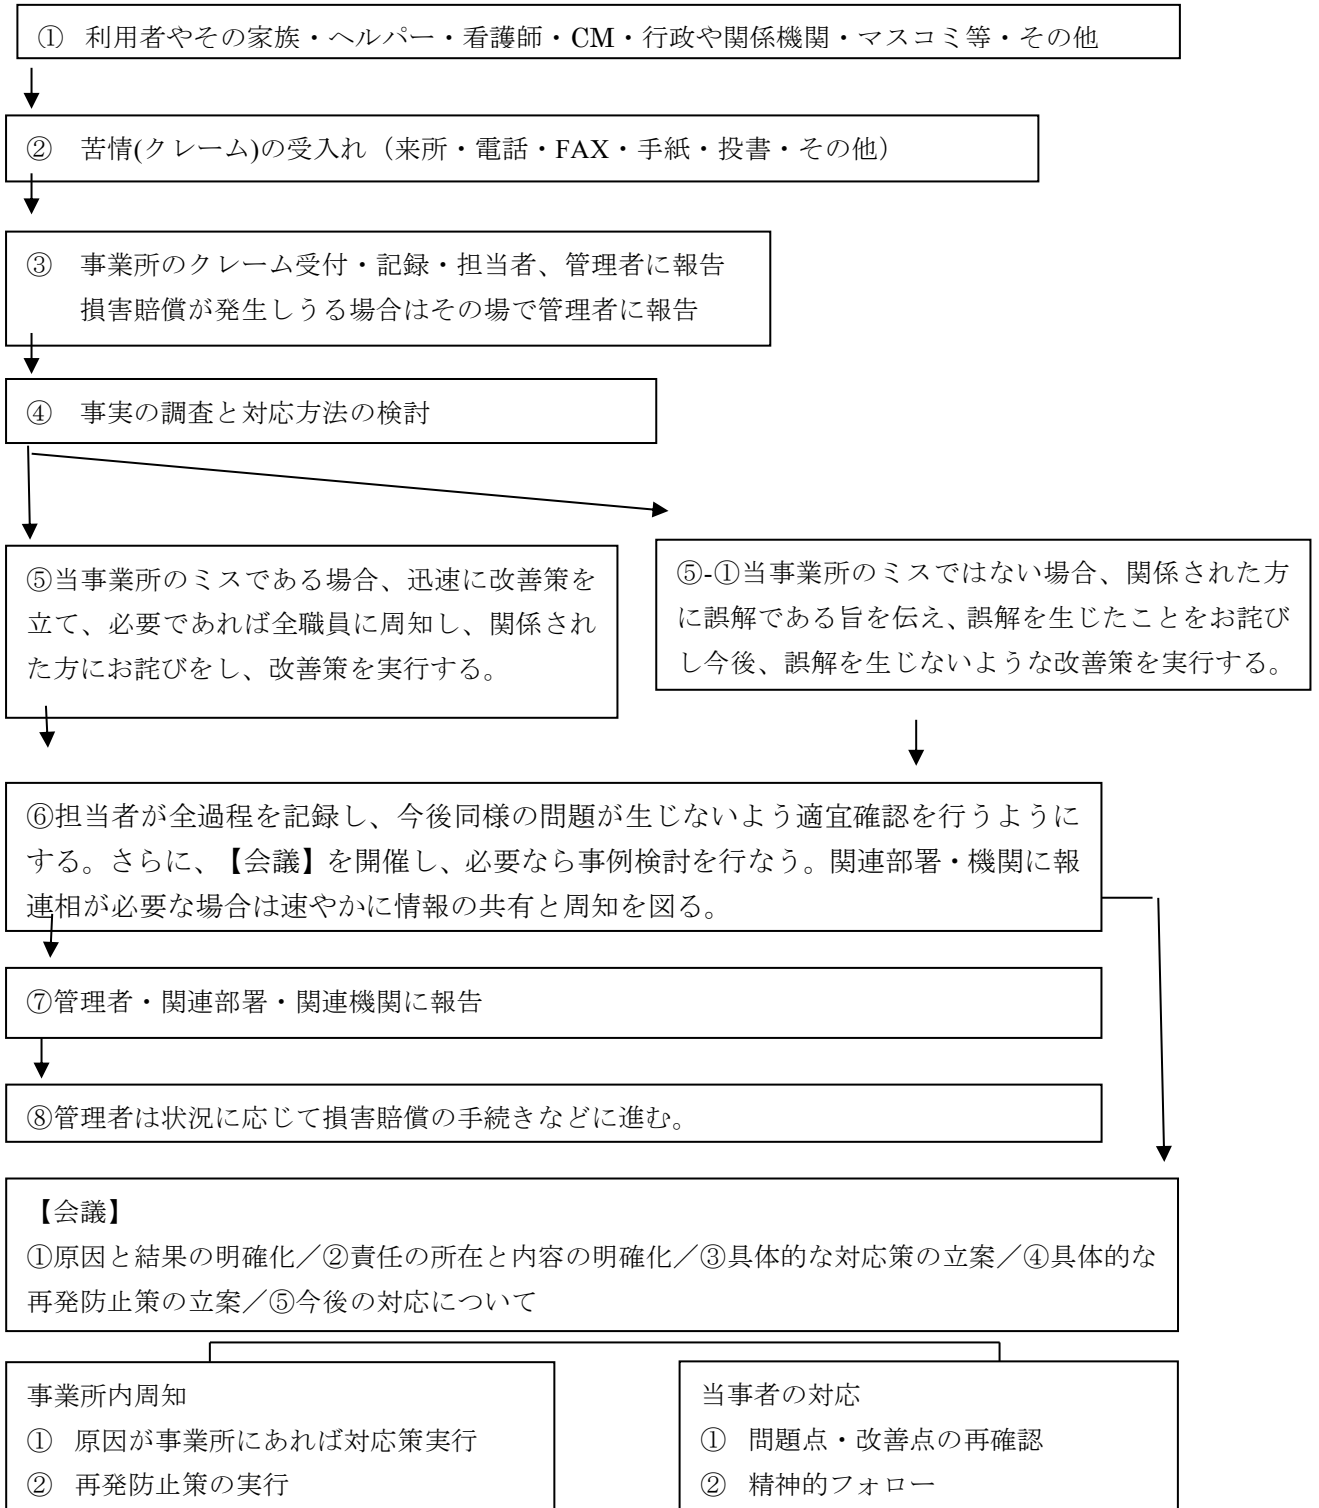 ① 利用者やその家族・ヘルパー・看護師・CM・行政や関係機関・マスコミ等・その他
② 苦情(クレーム)の受入れ（来所・電話・FAX・手紙・投書・その他）
③ 事業所のクレーム受付・記録・担当者、管理者に報告
損害賠償が発生しうる場合はその場で管理者に報告
④ 事実の調査と対応方法の検討
⑤当事業所のミスである場合、迅速に改善策を
立て、必要であれば全職員に周知し、関係され
た方にお詫びをし、改善策を実行する。
⑤-①当事業所のミスではない場合、関係された方
に誤解である旨を伝え、誤解を生じたことをお詫び
し今後、誤解を生じないような改善策を実行する。
⑥担当者が全過程を記録し、今後同様の問題が生じないよう適宜確認を行うように
する。さらに、【会議】を開催し、必要なら事例検討を行なう。関連部署・機関に報
連相が必要な場合は速やかに情報の共有と周知を図る。
⑦管理者・関連部署・関連機関に報告
⑧管理者は状況に応じて損害賠償の手続きなどに進む。
【会議】
①原因と結果の明確化／②責任の所在と内容の明確化／③具体的な対応策の立案／④具体的な
再発防止策の立案／⑤今後の対応について
事業所内周知
① 原因が事業所にあれば対応策実行
② 再発防止策の実行
当事者の対応
① 問題点・改善点の再確認
② 精神的フォロー